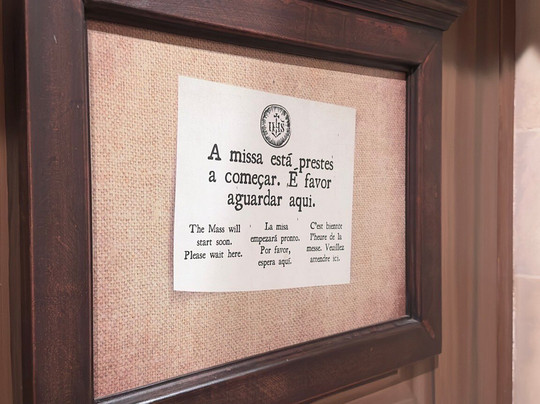 IHS
A missa está prestes
a começar. É favor
aguardar aqui.
The Mass will
start soon.
Please wait here.
La misa
empezará pronto.
Por favor,
espera aquí.
C'est bientot
l'heure de la
messe. Veuillez
attendre ici.